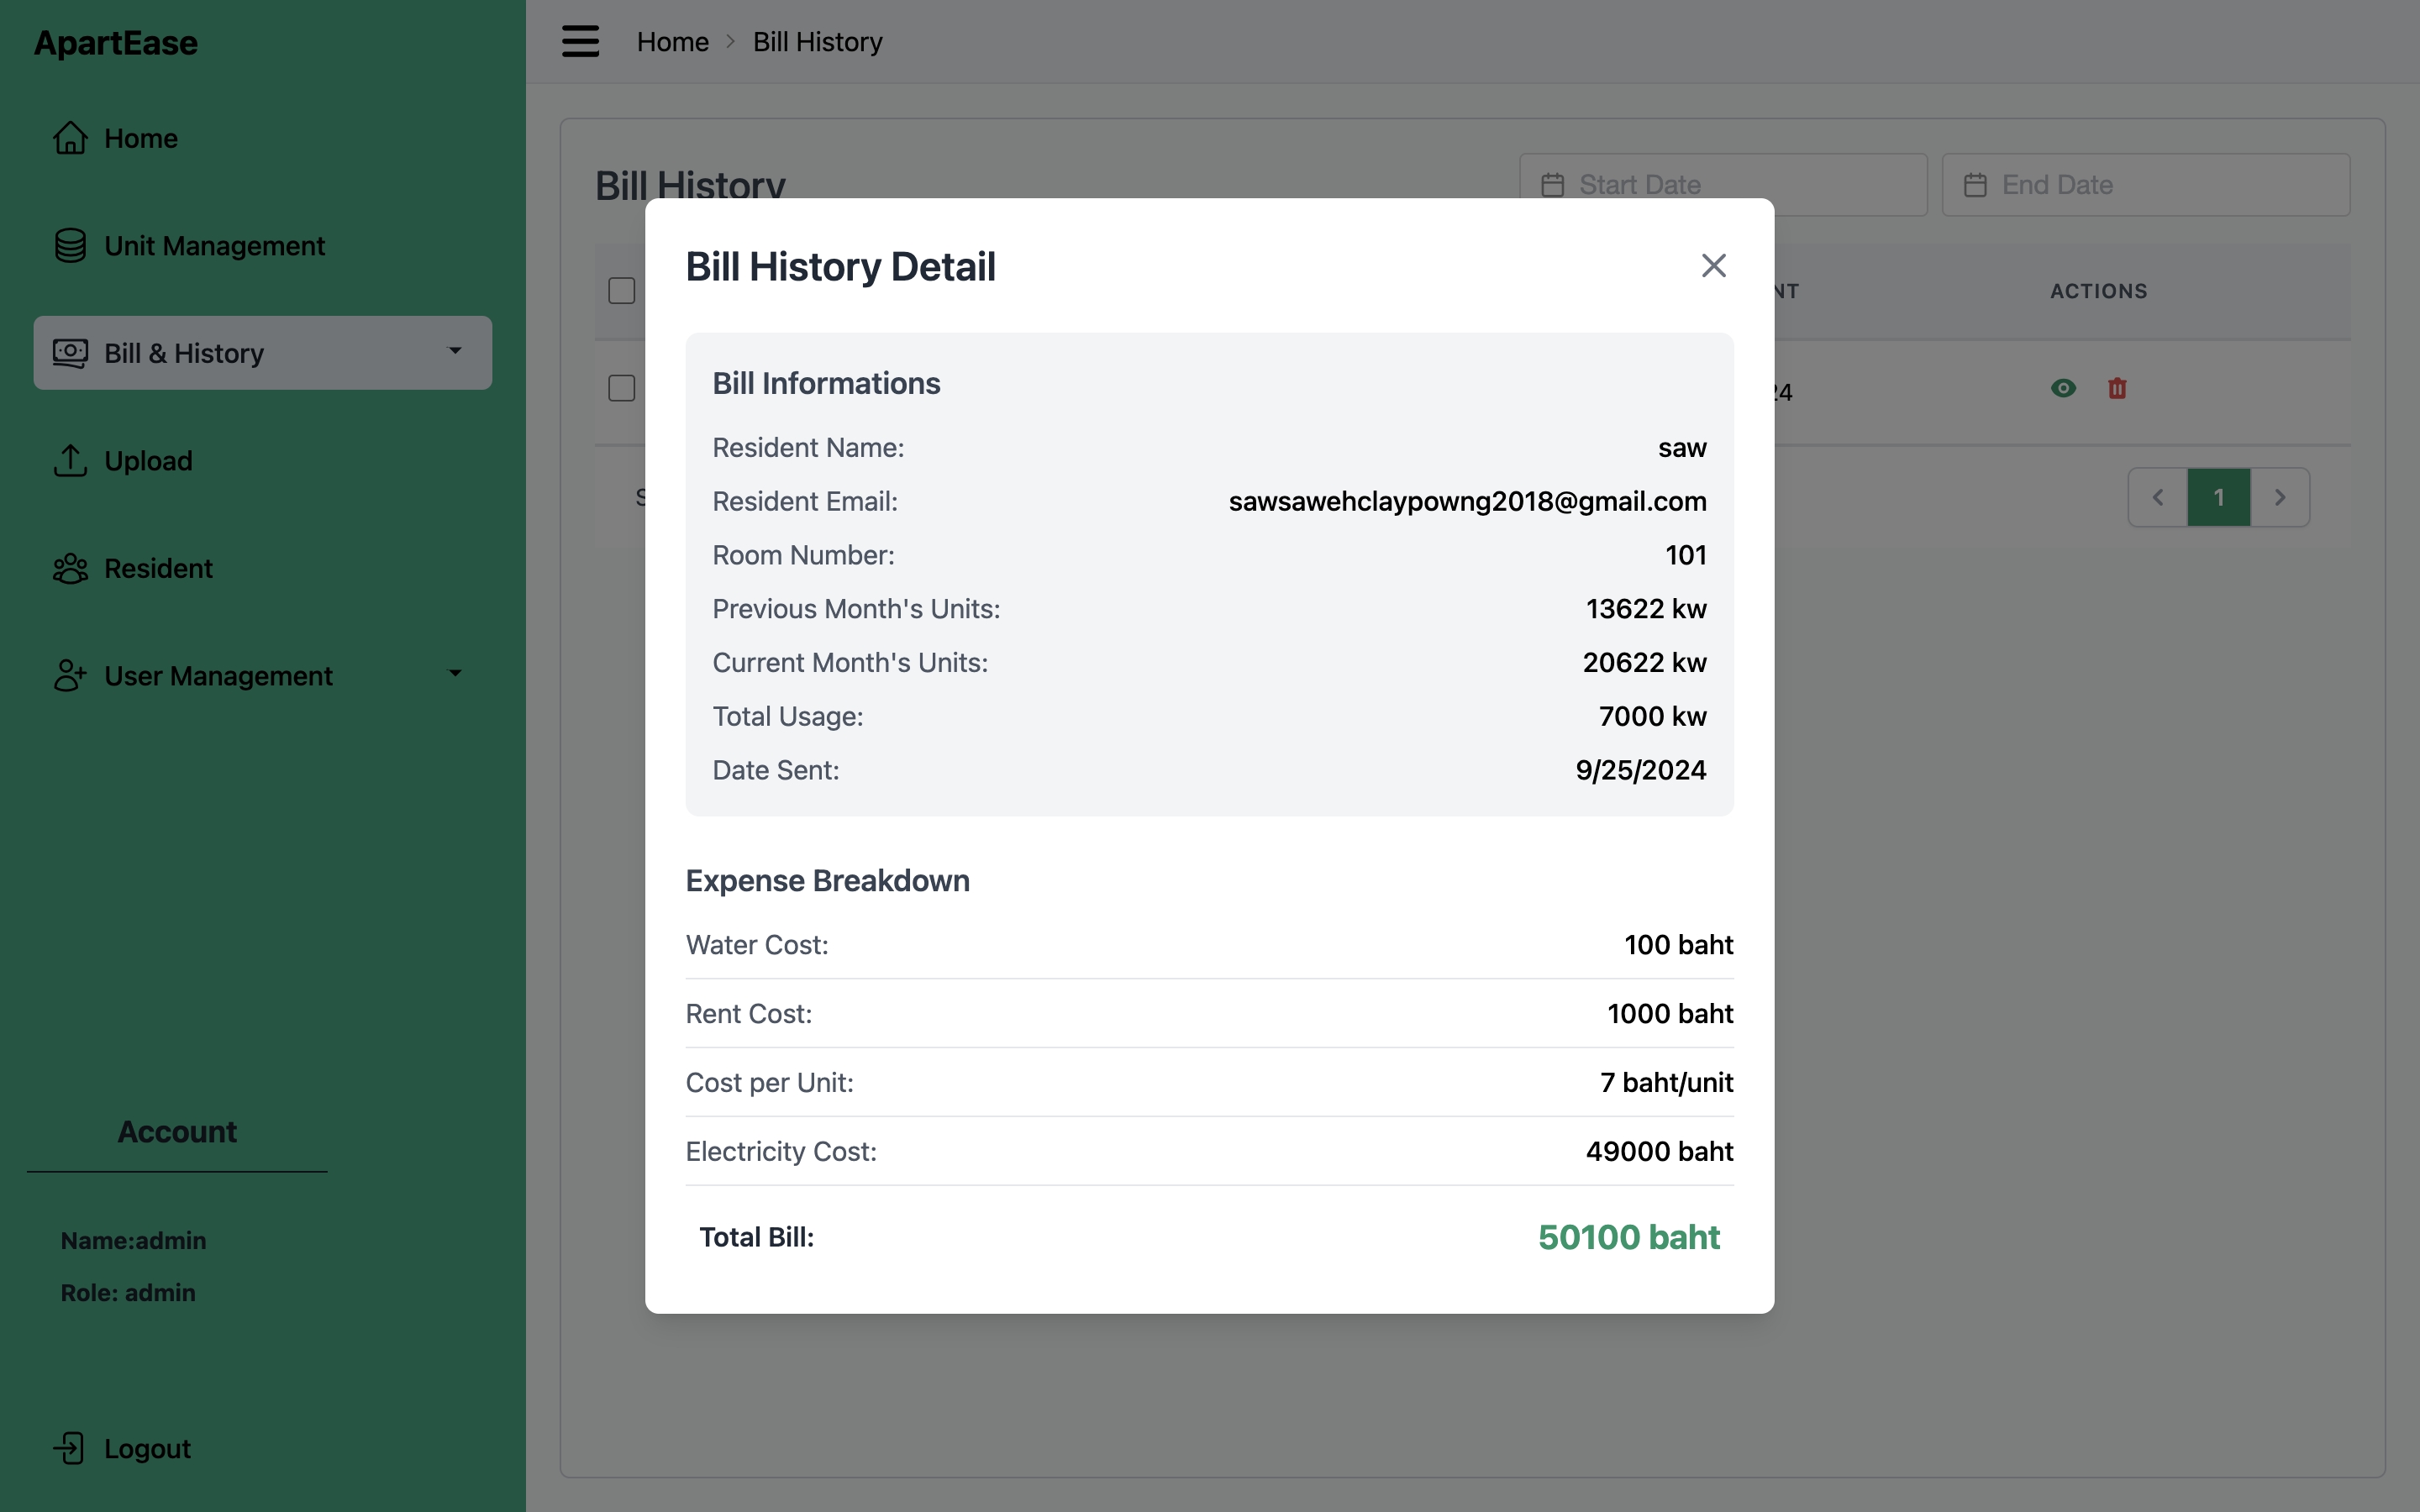 ApartEase
Home
Unit Management
Bill & History
Upload
Resident
User Management
Account
Name:admin
Role: admin
Logout
Home > Bill History
Bill History
Start Date
End Date
ACTIONS
1
Bill History Detail
Bill Informations
Resident Name: saw
Resident Email: sawsawehclaypowng2018@gmail.com
Room Number: 101
Previous Month's Units: 13622 kw
Current Month's Units: 20622 kw
Total Usage: 7000 kw
Date Sent: 9/25/2024
Expense Breakdown
Water Cost: 100 baht
Rent Cost: 1000 baht
Cost per Unit: 7 baht/unit
Electricity Cost: 49000 baht
Total Bill: 50100 baht